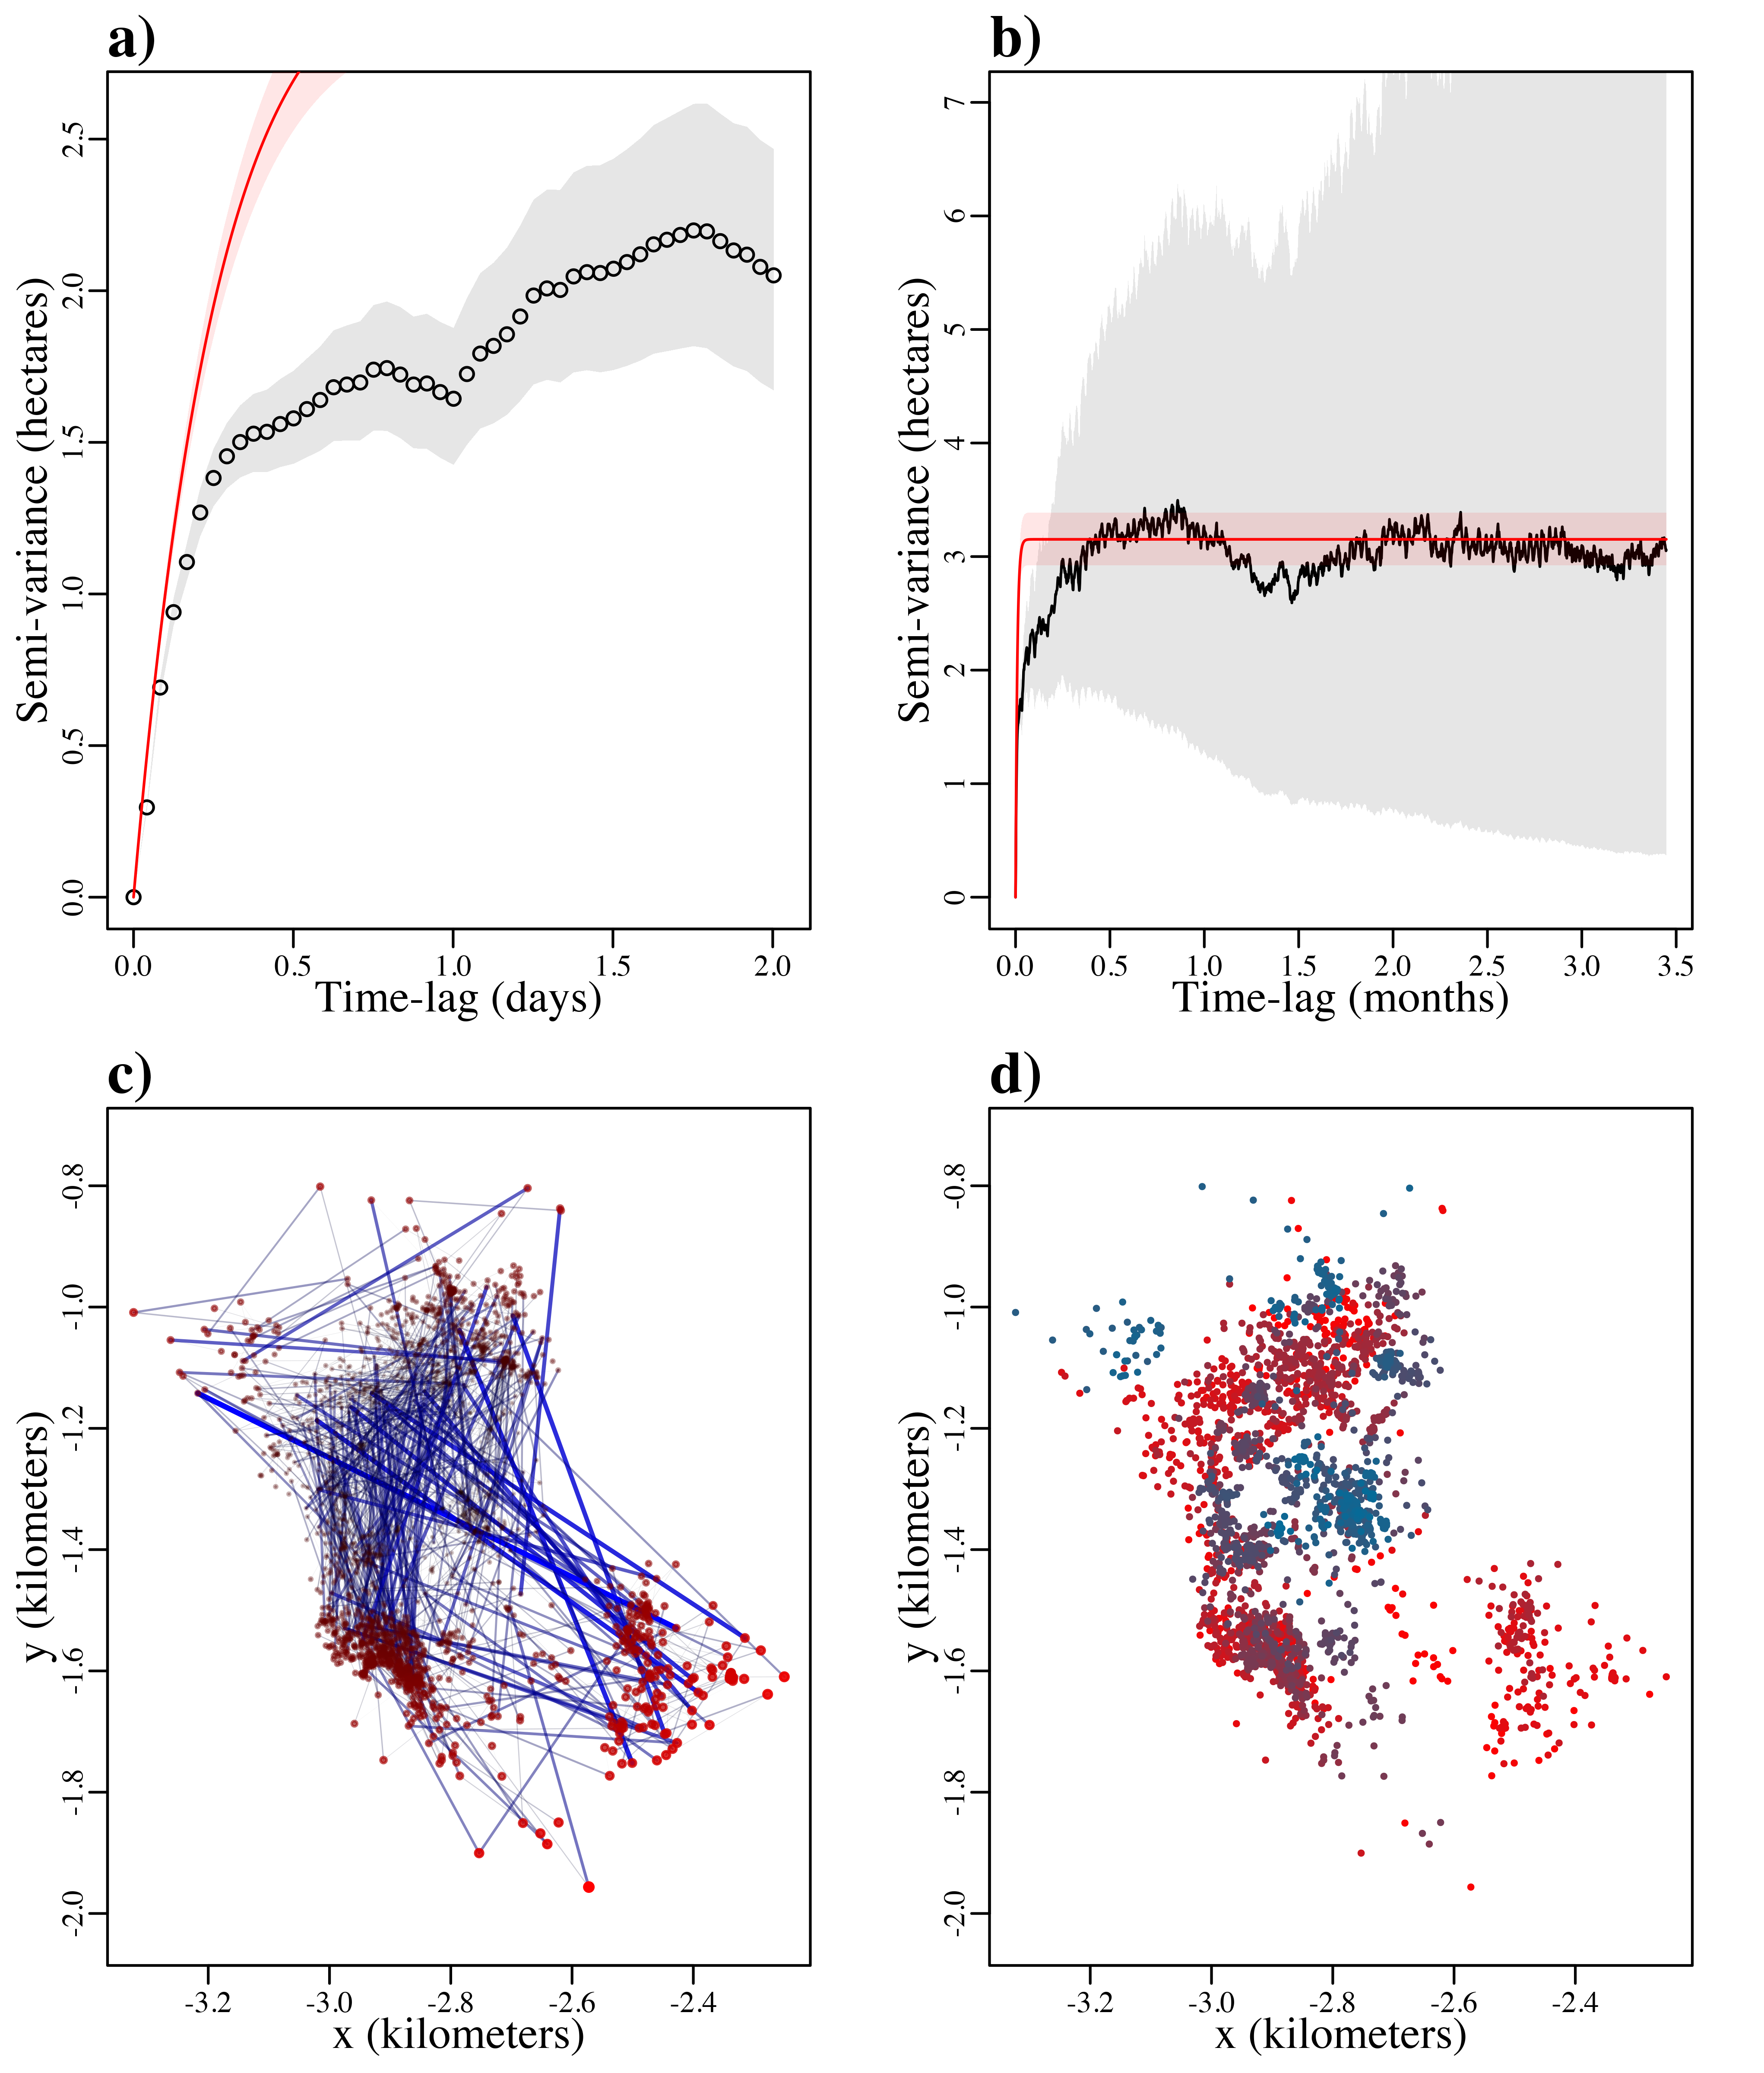 a)
Semi-variance (hectares)
0.0 0.5 1.0 1.5 2.0 2.5
0.0 0.5 1.0 1.5 2.0
Time-lag (days)
b)
Semi-variance (hectares)
0 1 2 3 4 5 6 7
0.0 0.5 1.0 1.5 2.0 2.5 3.0 3.5
Time-lag (months)
c)
y (kilometers)
-2.0 -1.8 -1.6 -1.4 -1.2 -1.0 -0.8
-3.2 -3.0 -2.8 -2.6 -2.4
x (kilometers)
d)
y (kilometers)
-2.0 -1.8 -1.6 -1.4 -1.2 -1.0 -0.8
-3.2 -3.0 -2.8 -2.6 -2.4
x (kilometers)